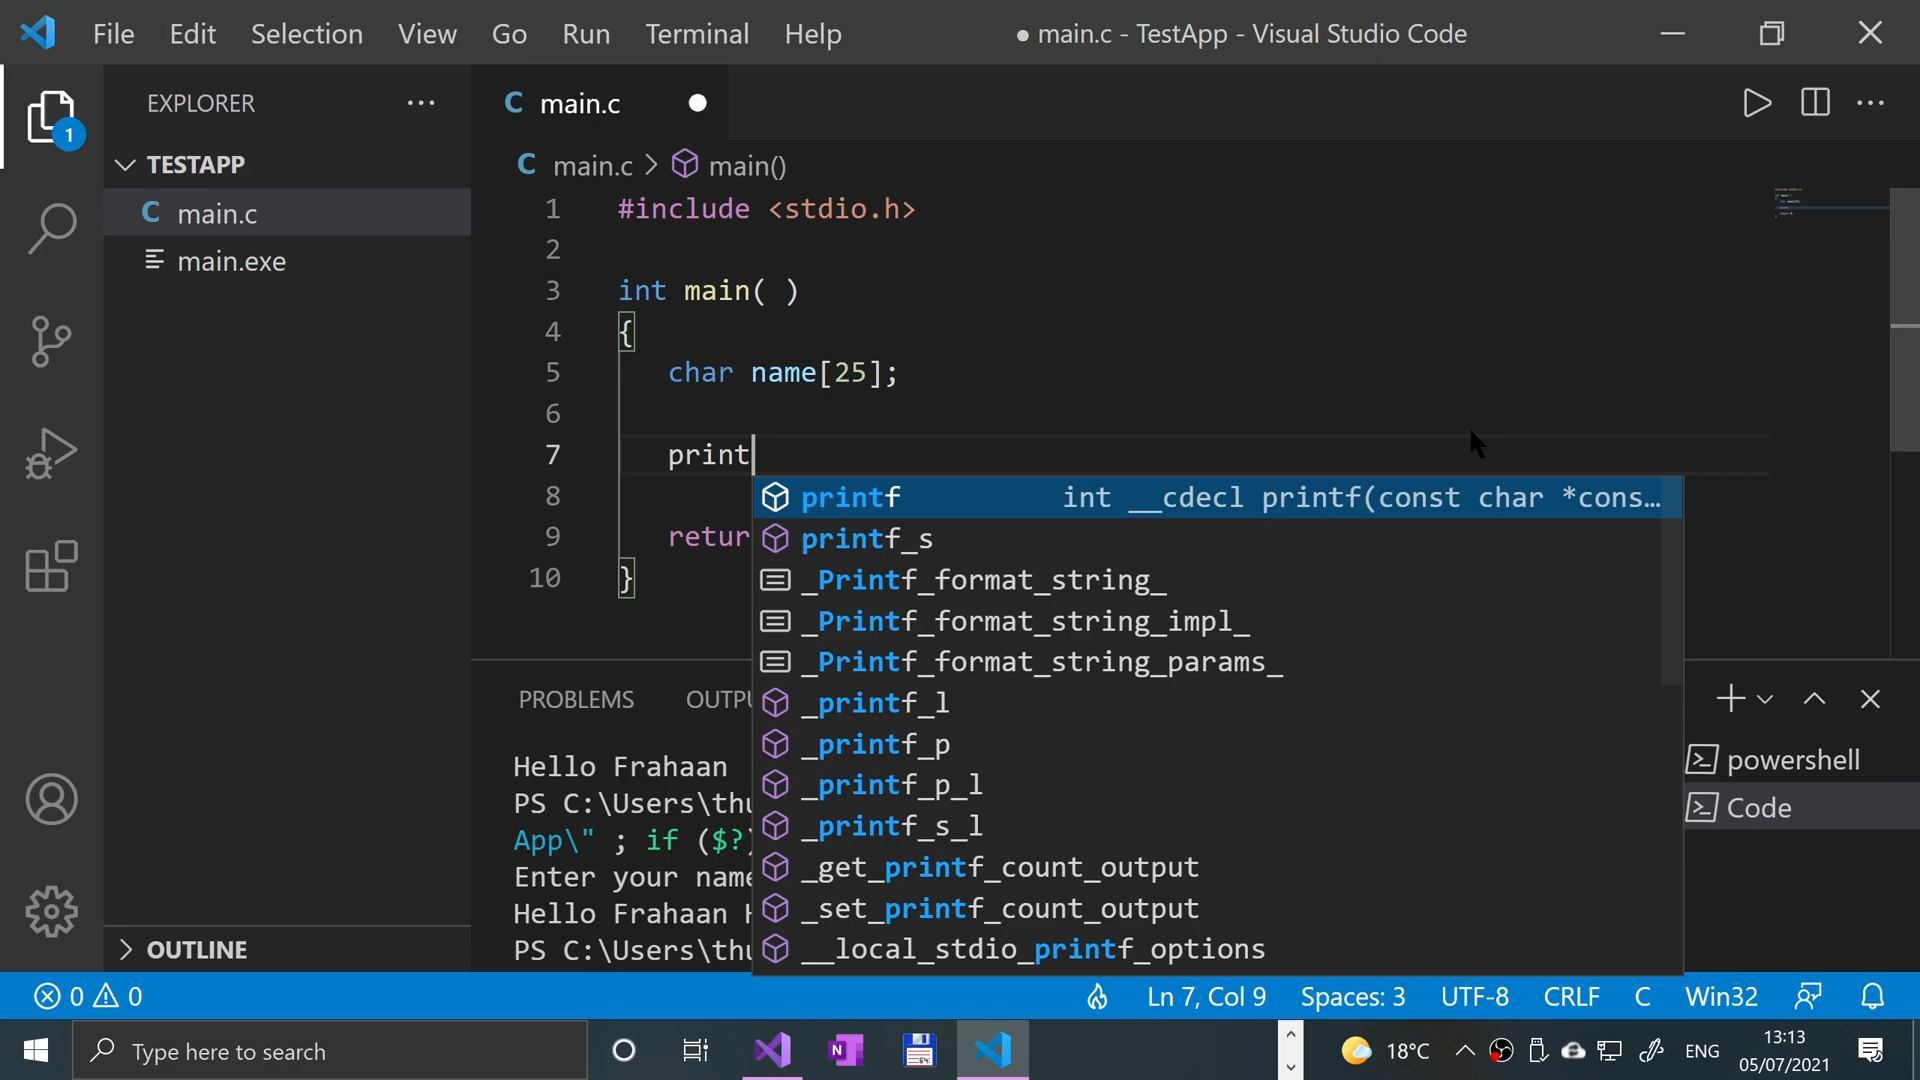 File Edit Selection View Go Run Terminal Help
● main.c - TestApp - Visual Studio Code
EXPLORER
1
TESTAPP
C main.c
main.exe
OUTLINE
C main.c
C main.c > main()
1 #include <stdio.h>
2
3 int main( )
4 {
5 char name[25];
6
7 print
8
9 retur
10 }
printf int __cdecl printf(const char *cons…
printf_s
_Printf_format_string_
_Printf_format_string_impl_
_Printf_format_string_params_
_printf_l
_printf_p
_printf_p_l
_printf_s_l
_get_printf_count_output
_set_printf_count_output
__local_stdio_printf_options
PROBLEMS OUTPU
Hello Frahaan
PS C:\Users\thu
App\" ; if ($?)
Enter your name
Hello Frahaan H
PS C:\Users\thu
powershell
Code
0 0
Ln 7, Col 9 Spaces: 3 UTF-8 CRLF C Win32
Type here to search
N
64
18°C
ENG
13:13
05/07/2021